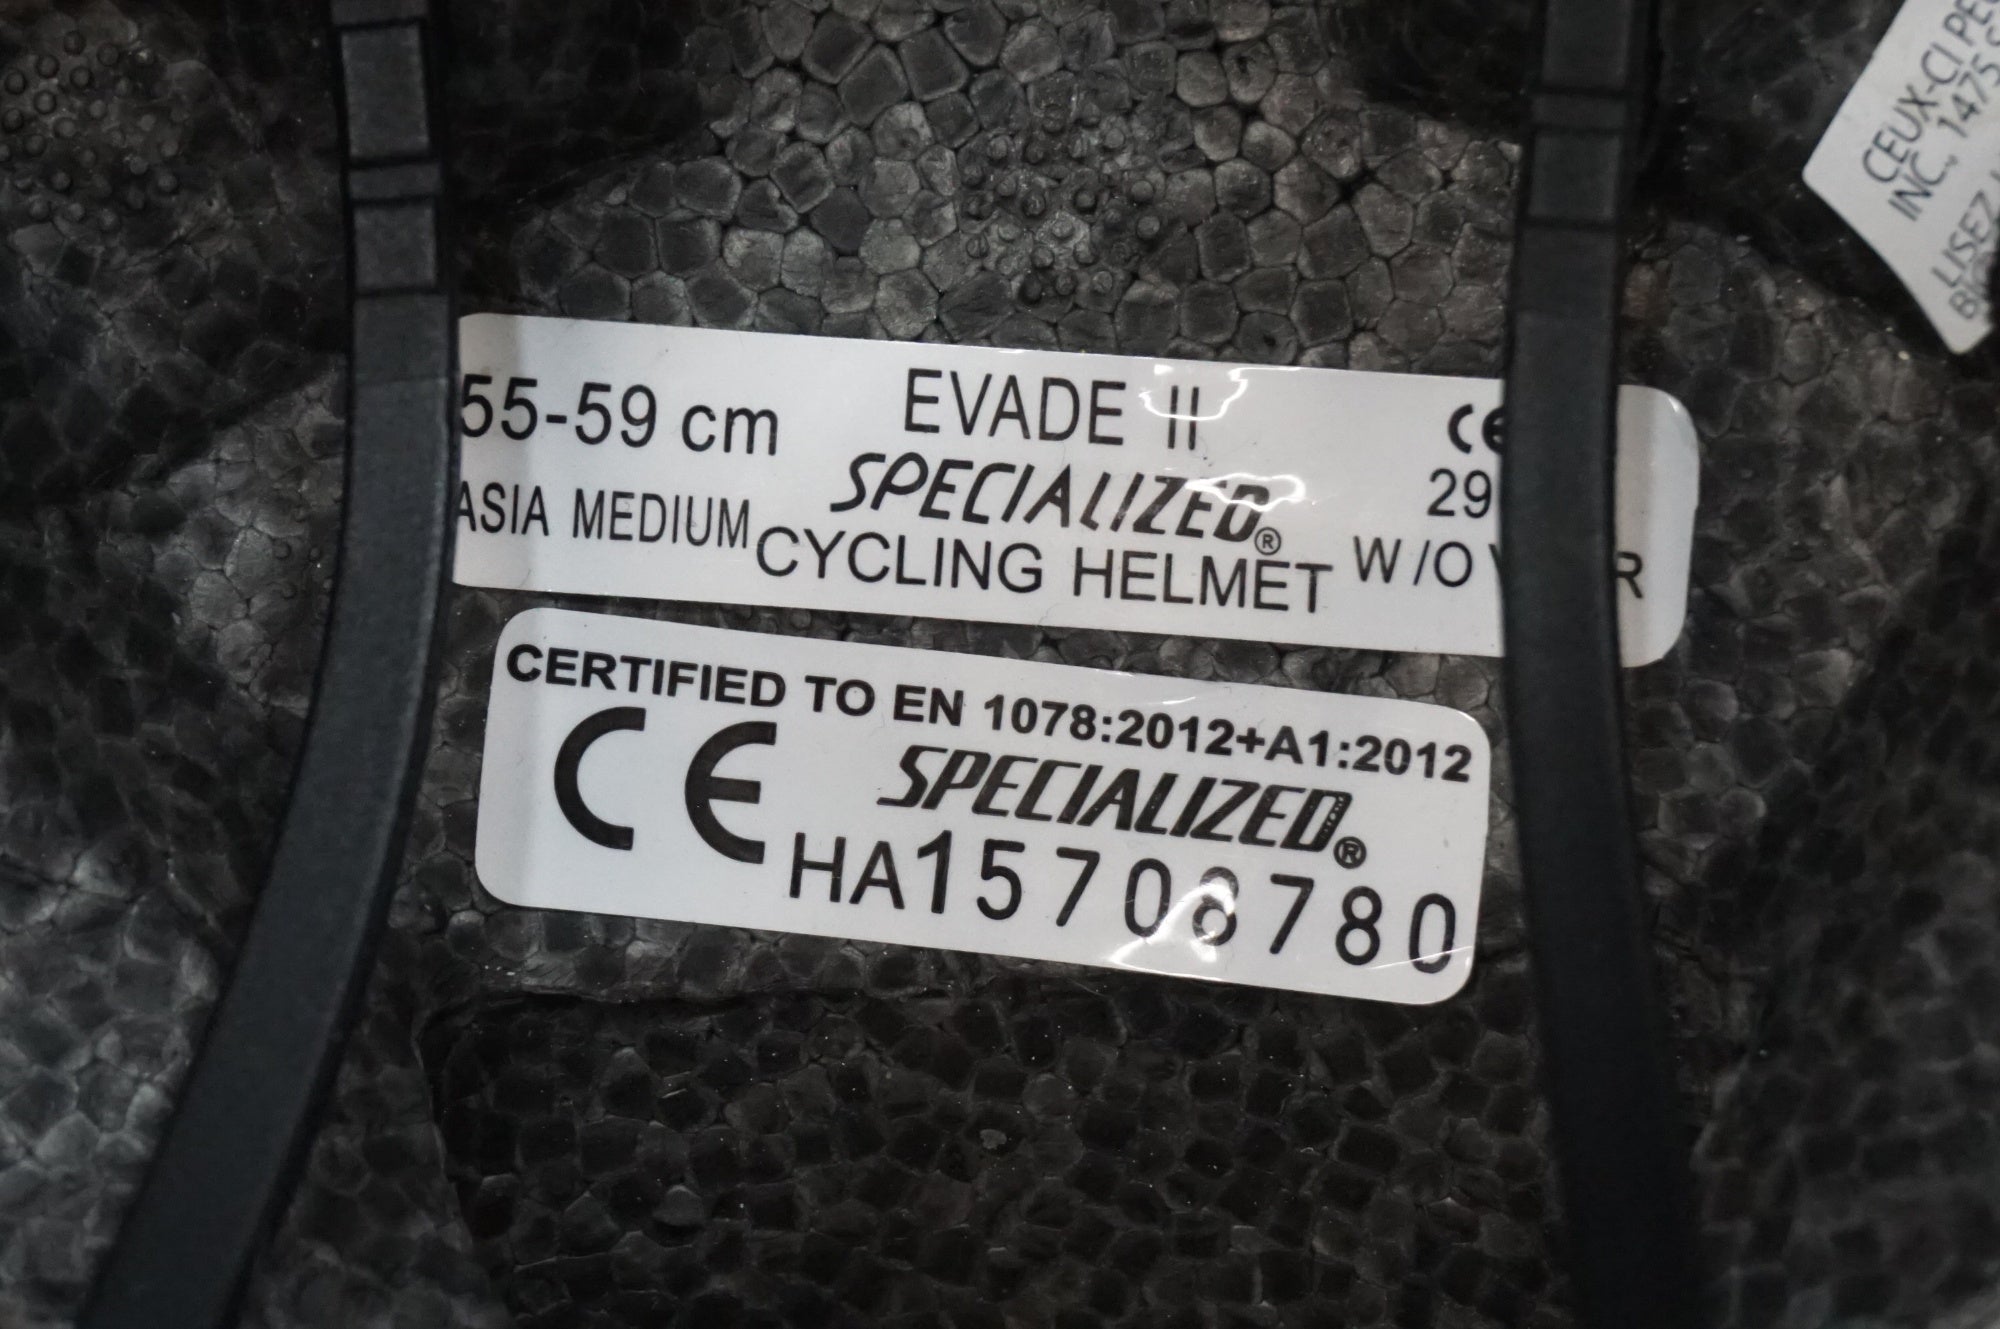 CEUX-CI
INC., 1475
LISEZ
55-59 cm
EVADE II
ASIA MEDIUM
SPECIALIZED®
CYCLING HELMET
W/O
CERTIFIED TO EN 1078:2012+A1:2012
CE
SPECIALIZED®
HA15708780